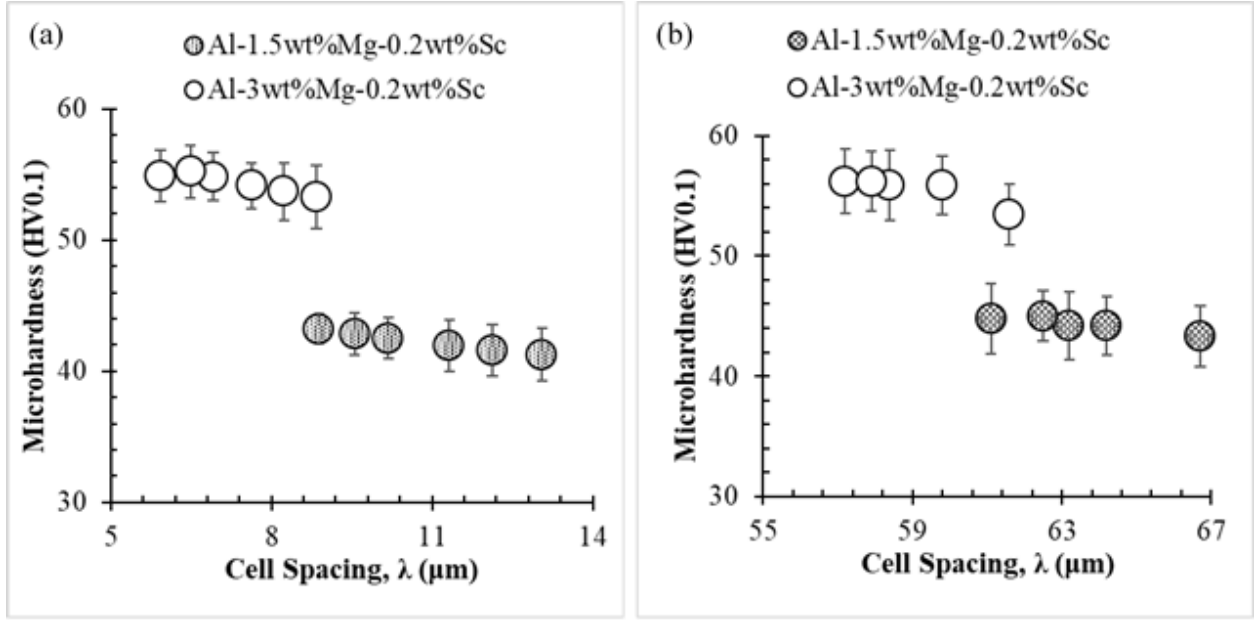 (a)
Al-1.5wt%Mg-0.2wt%Sc
Al-3wt%Mg-0.2wt%Sc
60
50
40
30
Microhardness (HV0.1)
5 8 11 14
Cell Spacing, λ (μm)
(b)
Al-1.5wt%Mg-0.2wt%Sc
Al-3wt%Mg-0.2wt%Sc
60
50
40
30
Microhardness (HV0.1)
55 59 63 67
Cell Spacing, λ (μm)